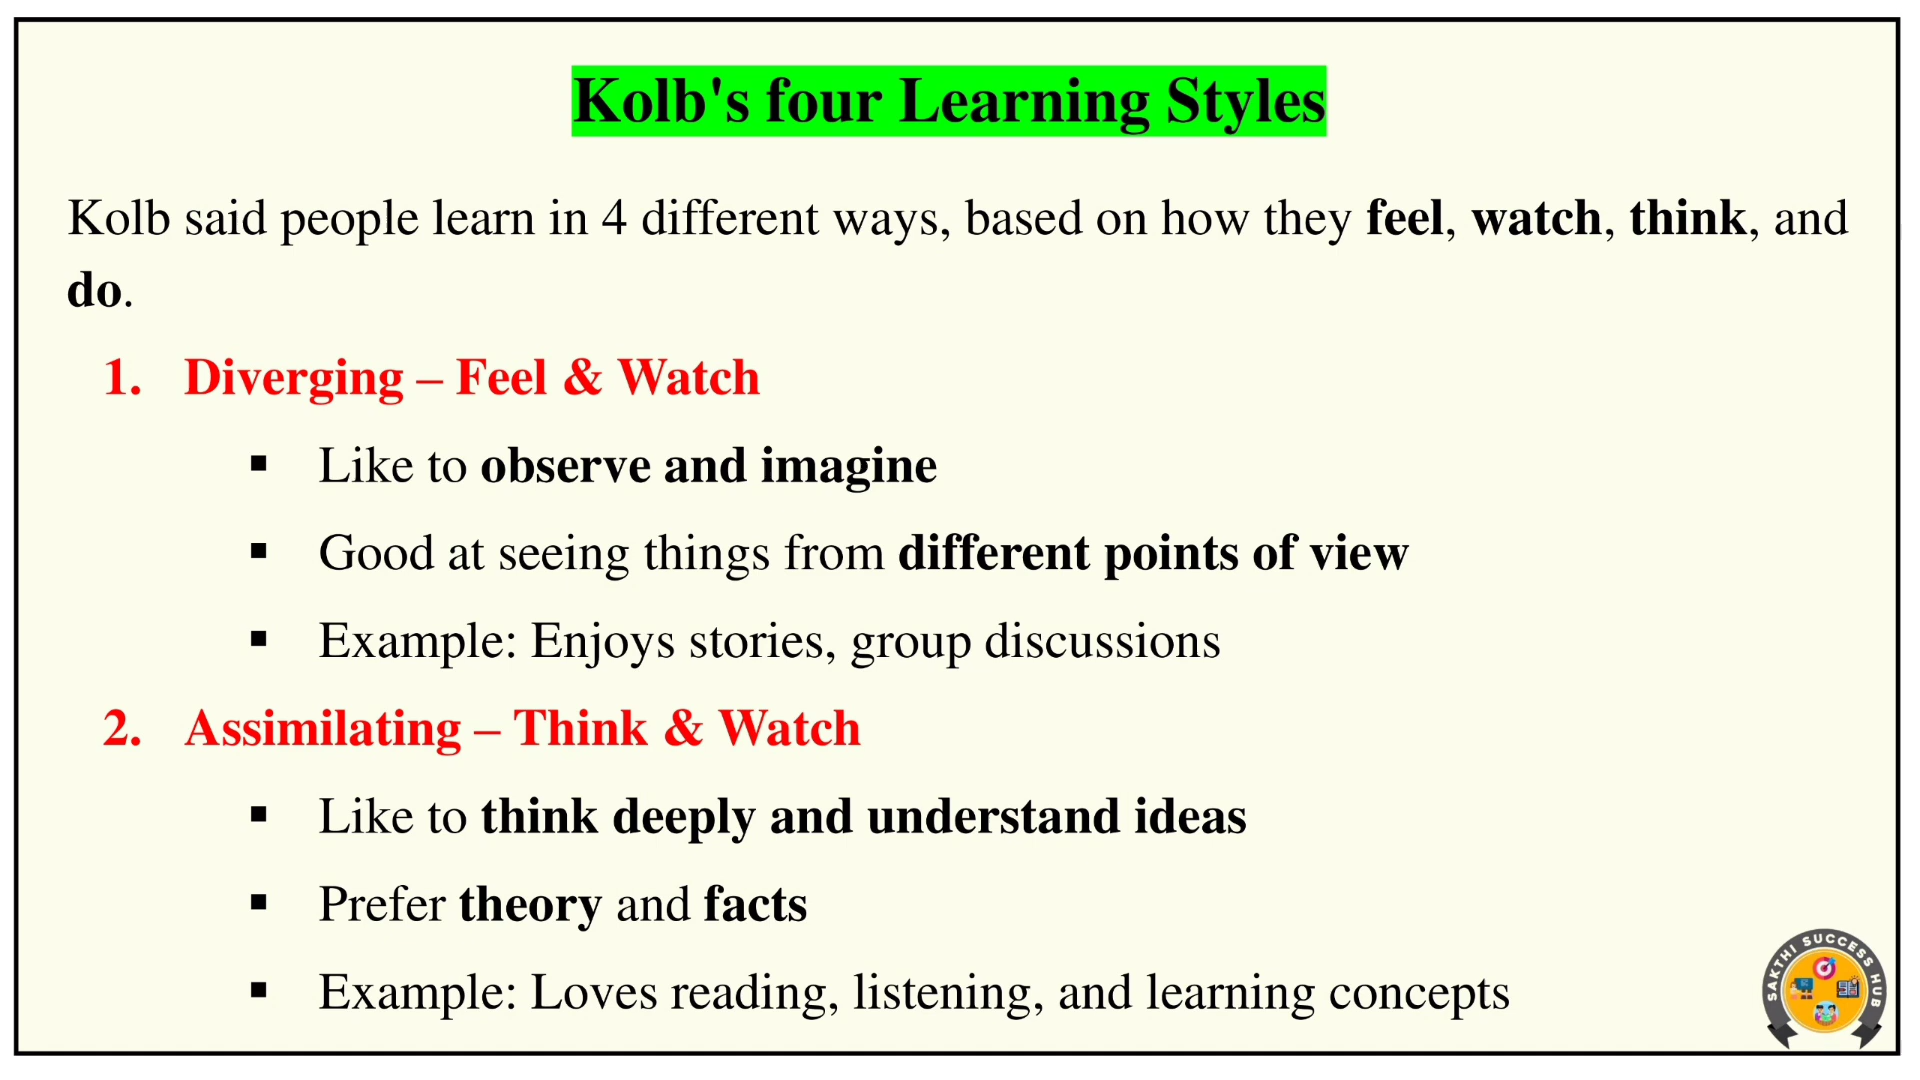 Kolb's four Learning Styles
Kolb said people learn in 4 different ways, based on how they feel, watch, think, and
do.
1. Diverging – Feel & Watch
▪ Like to observe and imagine
▪ Good at seeing things from different points of view
▪ Example: Enjoys stories, group discussions
2. Assimilating – Think & Watch
▪ Like to think deeply and understand ideas
▪ Prefer theory and facts
▪ Example: Loves reading, listening, and learning concepts
SAKTHI SUCCESS HUB